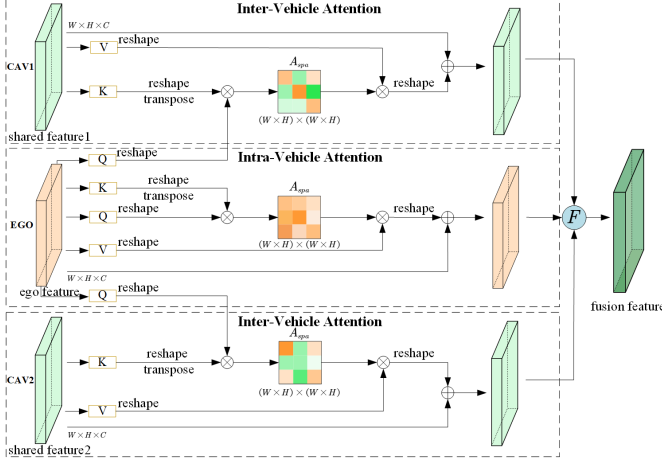 Inter-Vehicle Attention
W × H × C
CAV1
V
reshape
K
reshape
transpose
A_spa
reshape
(W × H) × (W × H)
shared feature1
Intra-Vehicle Attention
Q
reshape
K
reshape
transpose
EGO
Q
reshape
A_spa
reshape
V
reshape
(W × H) × (W × H)
W × H × C
ego feature
Q
reshape
F
fusion feature
Inter-Vehicle Attention
A_spa
CAV2
K
reshape
transpose
reshape
(W × H) × (W × H)
V
reshape
W × H × C
shared feature2